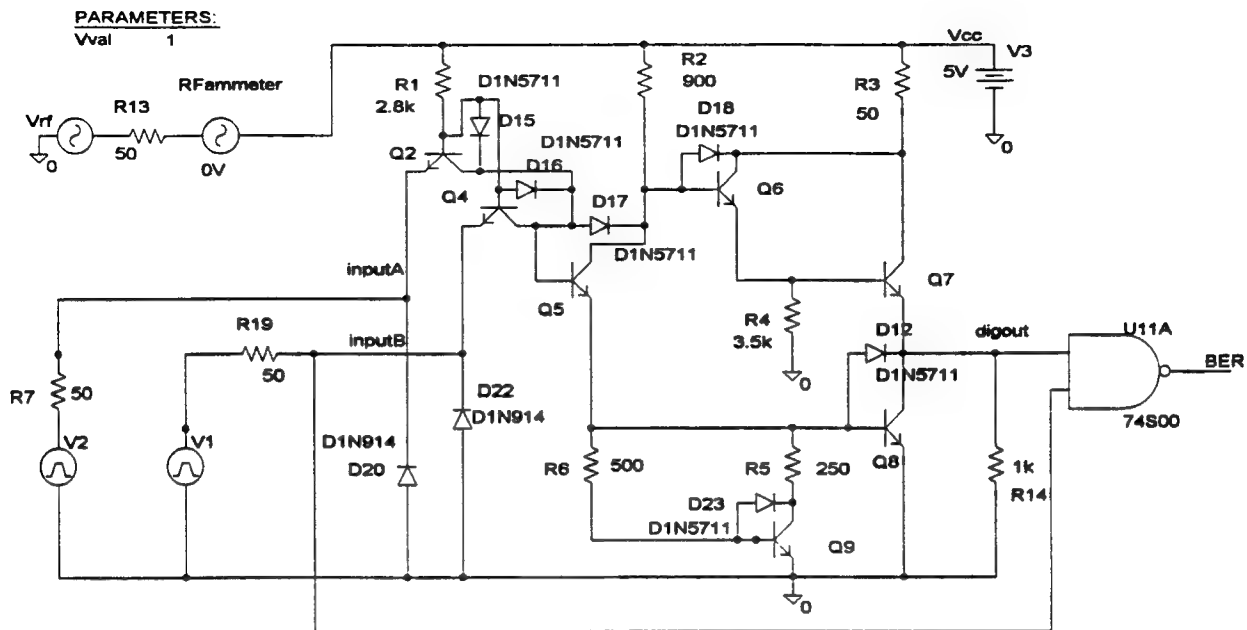 PARAMETERS:
Vval 1
Vcc
V3
5V
0
R1
2.8k
D1N5711
D15
R2
900
D18
D1N5711
R3
50
RFammeter
R13
Vrf
0
50
0V
D1N5711
D16
Q2
Q4
D17
D1N5711
Q6
Q5
Q7
inputA
R4
3.5k
0
D12
D1N5711
digout
U11A
BER
74S00
R19
50
inputB
R7
50
V2
V1
D22
D1N914
D1N914
D20
R6
500
R5
250
Q8
1k
R14
D23
D1N5711
Q9
0